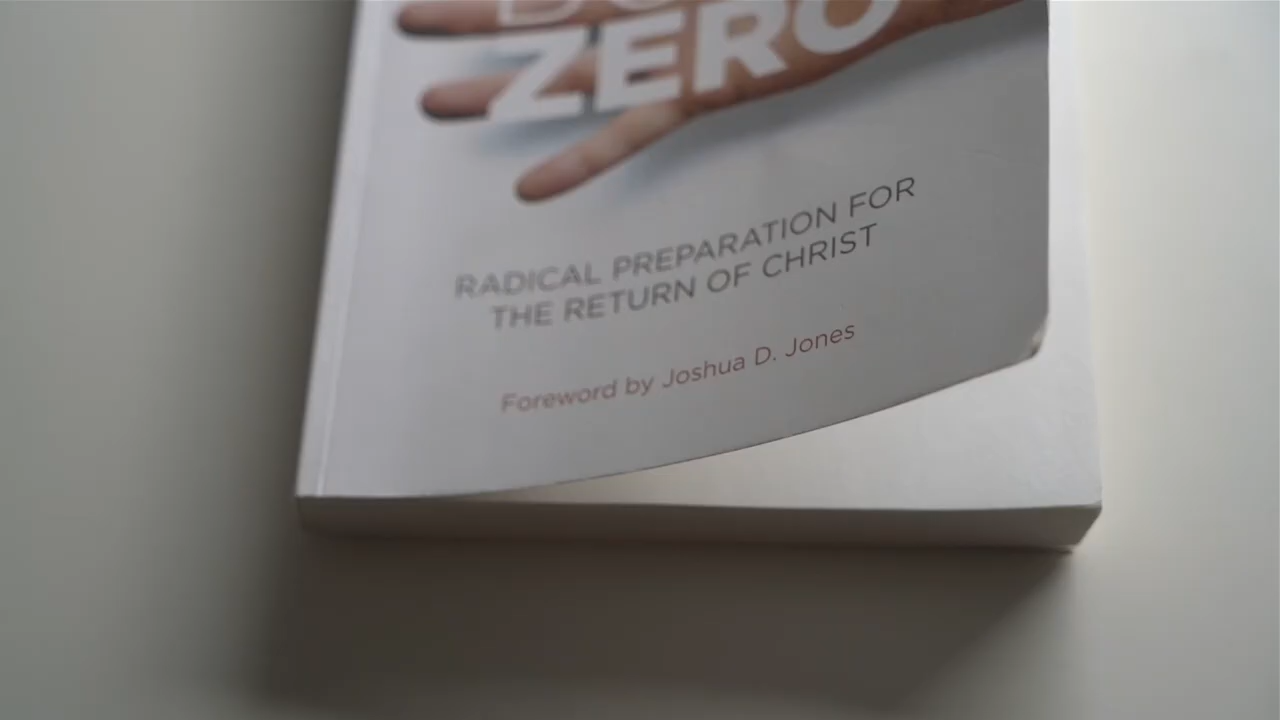 ZERO
RADICAL PREPARATION FOR
THE RETURN OF CHRIST
Foreword by Joshua D. Jones